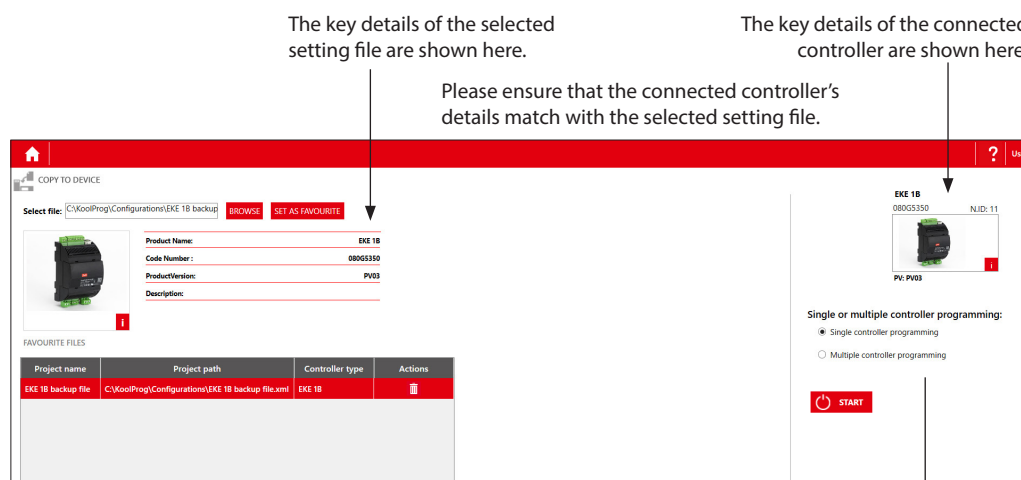 The key details of the selected
setting file are shown here.
The key details of the connected
controller are shown here
Please ensure that the connected controller's
details match with the selected setting file.
?
Us
COPY TO DEVICE
Select file: C:\KoolProg\Configurations\EKE 1B backup BROWSE SET AS FAVOURITE
Product Name: EKE 1B
Code Number : 080G5350
ProductVersion: PV03
Description:
i
EKE 1B
080G5350 N.ID: 11
i
PV: PV03
Single or multiple controller programming:
Single controller programming
Multiple controller programming
START
FAVOURITE FILES
Project name Project path Controller type Actions
EKE 1B backup file C:\KoolProg\Configurations\EKE 1B backup file.xml EKE 1B